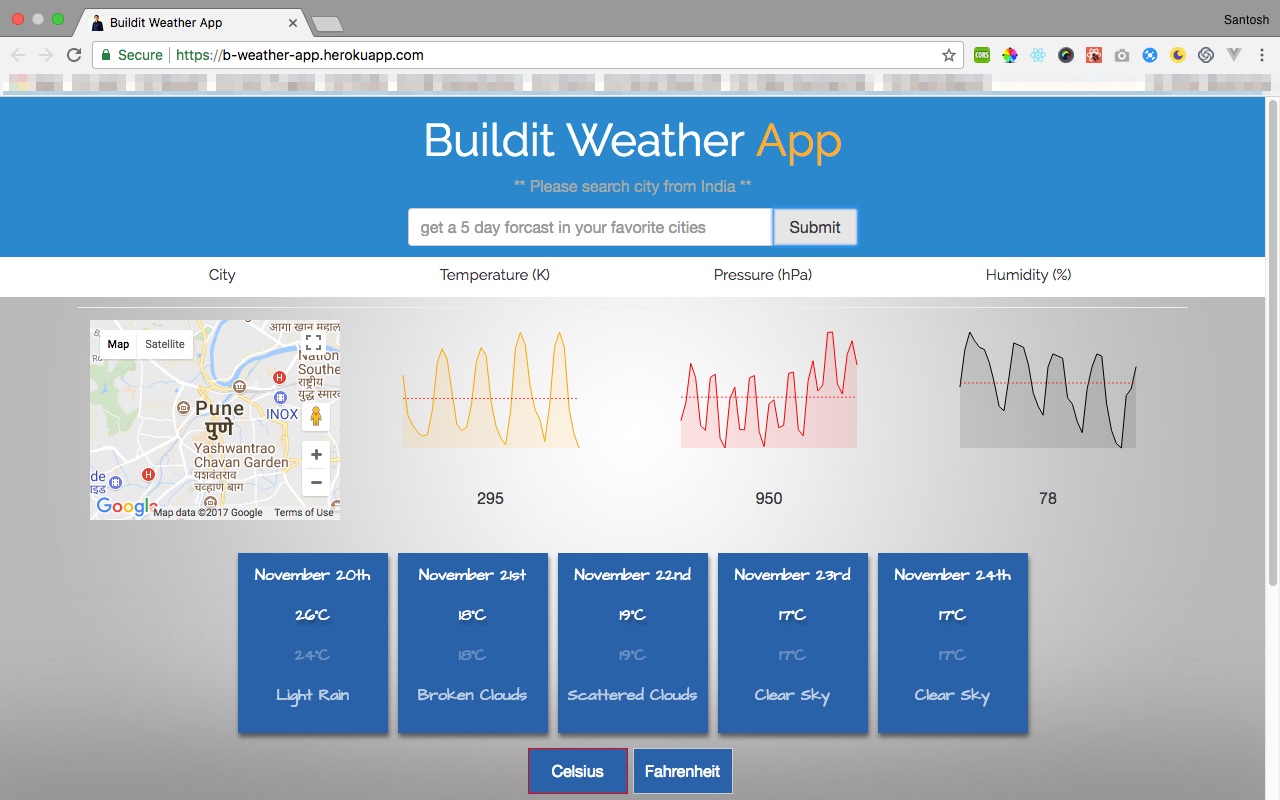 Buildit Weather App
Santosh
Secure
https://b-weather-app.herokuapp.com
CORS
Buildit Weather App
** Please search city from India **
get a 5 day forcast in your favorite cities
Submit
City
Temperature (K)
Pressure (hPa)
Humidity (%)
आगा खान महाल
Map
Satellite
Nation
Southe
राष्ट्रीय
युद्ध स्मारक
Pune
पुणे
INOX
Yashwantrao
Chavan Garden
यशवंतराव
चव्हाण बाग
de
Google
Map data ©2017 Google
Terms of Use
295
950
78
November 20th
26°C
24°C
Light Rain
November 21st
18°C
18°C
Broken Clouds
November 22nd
19°C
19°C
Scattered Clouds
November 23rd
17°C
17°C
Clear Sky
November 24th
17°C
17°C
Clear Sky
Celsius
Fahrenheit